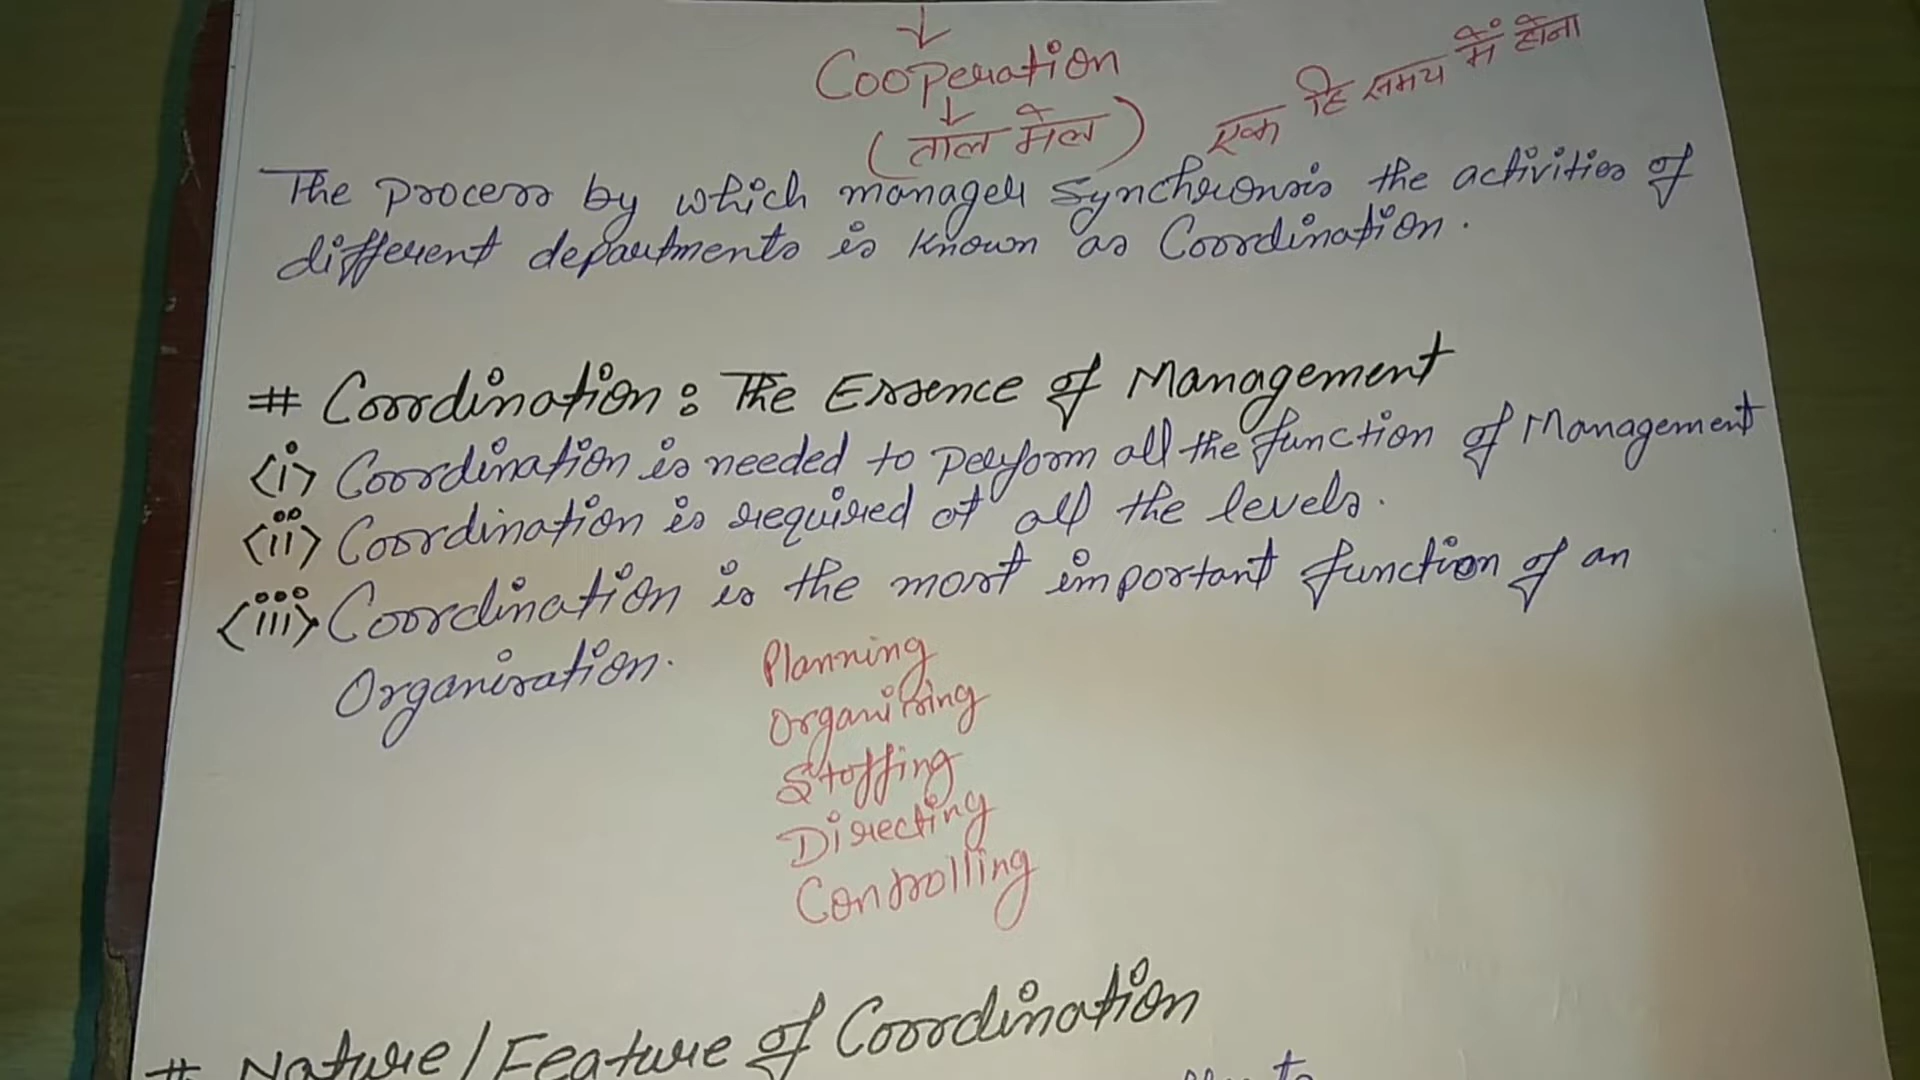 Cooperation
(ताल मेल)
एक हि समय में होना
The process by which manager synchronsis the activities of
different departments is known as Coordination.
# Coordination: The Essence of Management
(i) Coordination is needed to perform all the function of Management
(ii) Coordination is required at all the levels.
(iii) Coordination is the most important function of an
Organisation.
Planning
Organising
Staffing
Directing
Controlling
# Nature/Feature of Coordination